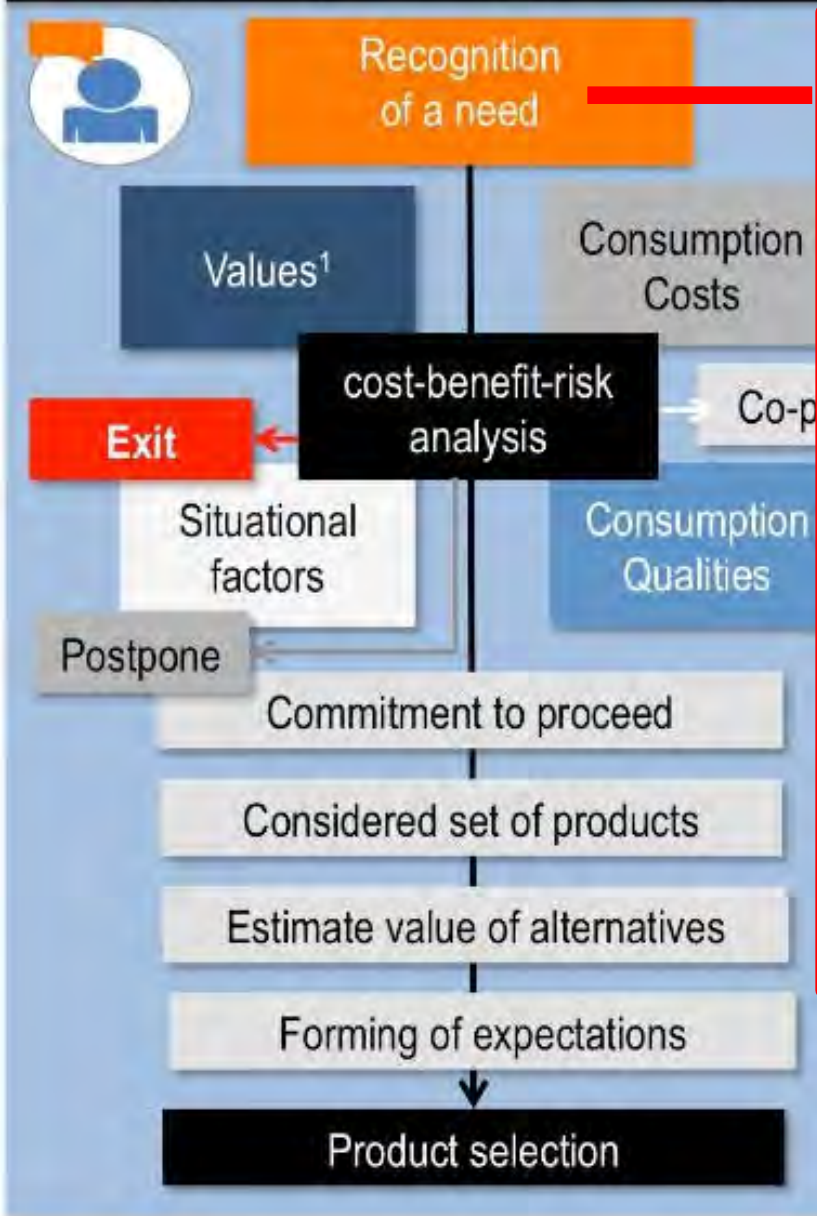 Recognition
of a need
Values¹
Consumption
Costs
cost-benefit-risk
analysis
Exit
Co-p
Situational
factors
Consumption
Qualities
Postpone
Commitment to proceed
Considered set of products
Estimate value of alternatives
Forming of expectations
Product selection